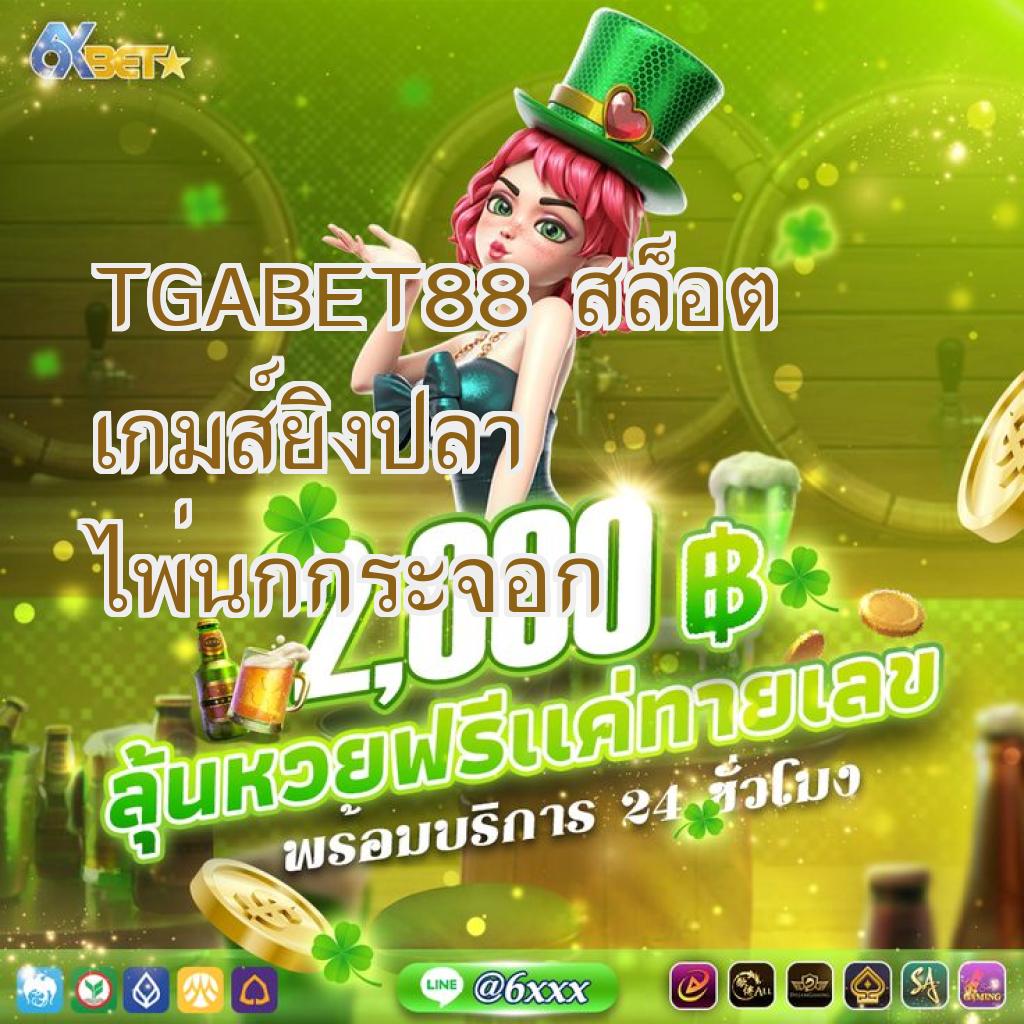 6XBET
TGABET88 สล็อต
เกมส์ยิงปลา
ไพ่นกกระจอก
฿
ลุ้นหวยฟรีแค่ทายเลข
พร้อมบริการ 24 ชั่วโมง
LINE @6xxx
ALL
SA
GAMING